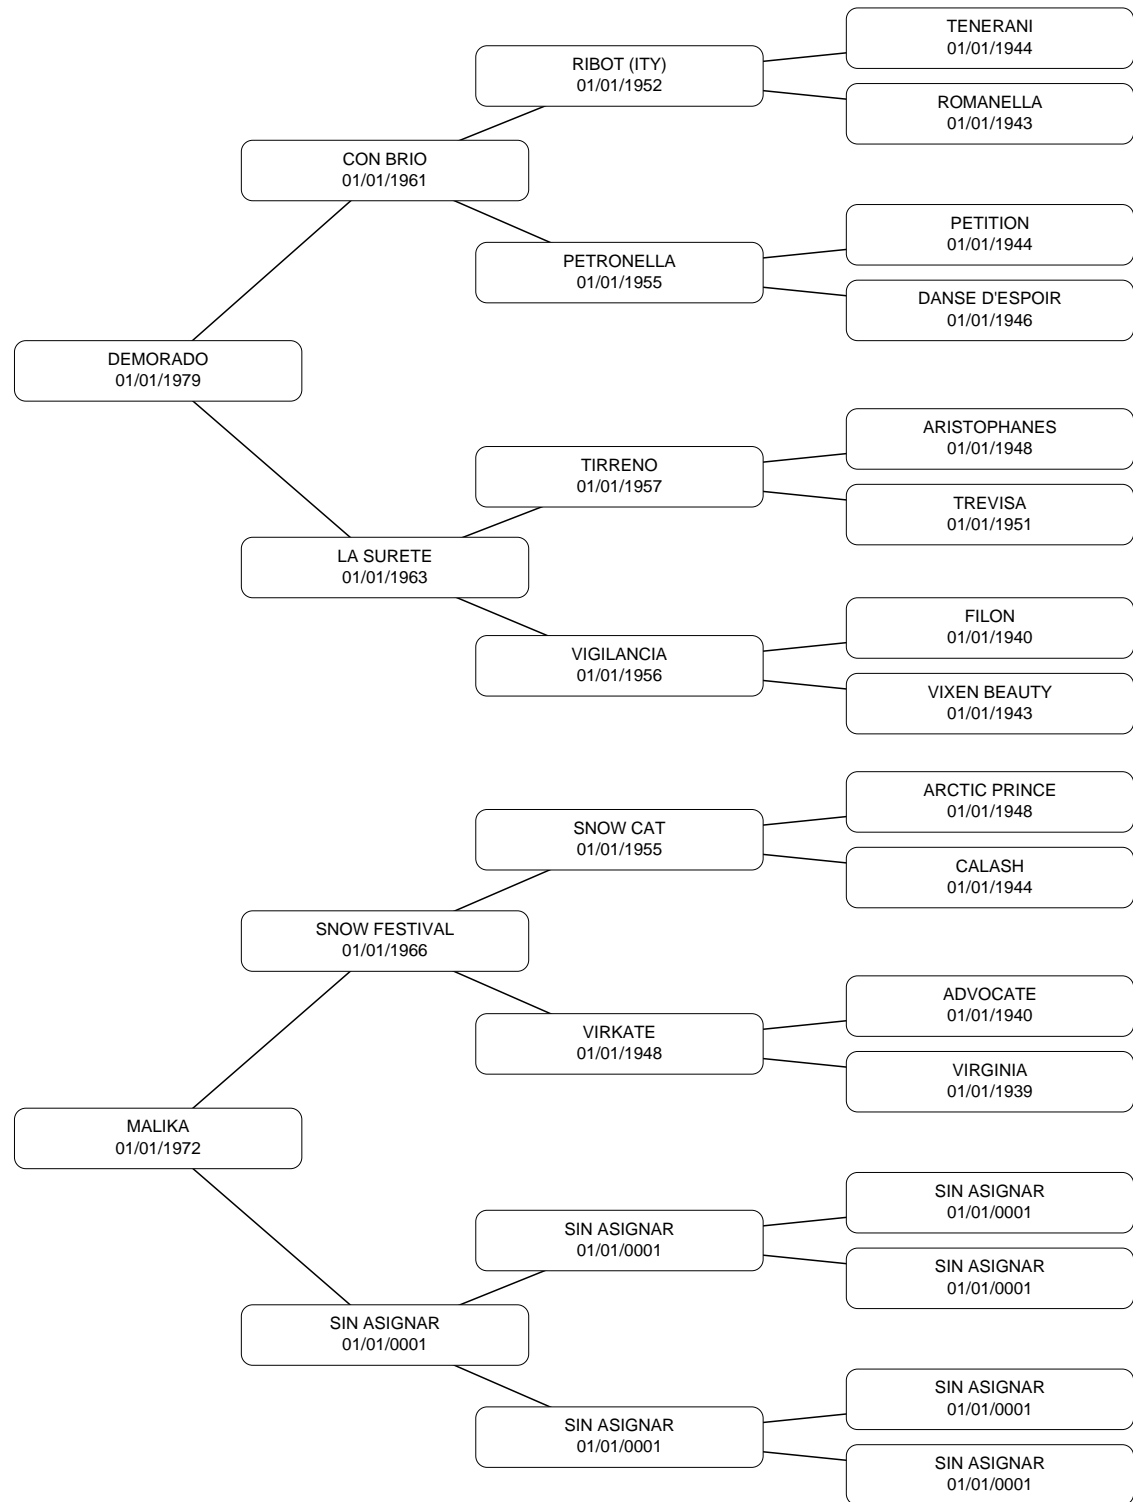 TENERANI
01/01/1944
RIBOT (ITY)
01/01/1952
ROMANELLA
01/01/1943
CON BRIO
01/01/1961
PETITION
01/01/1944
PETRONELLA
01/01/1955
DANSE D'ESPOIR
01/01/1946
DEMORADO
01/01/1979
ARISTOPHANES
01/01/1948
TIRRENO
01/01/1957
TREVISA
01/01/1951
LA SURETE
01/01/1963
FILON
01/01/1940
VIGILANCIA
01/01/1956
VIXEN BEAUTY
01/01/1943
ARCTIC PRINCE
01/01/1948
SNOW CAT
01/01/1955
CALASH
01/01/1944
SNOW FESTIVAL
01/01/1966
ADVOCATE
01/01/1940
VIRKATE
01/01/1948
VIRGINIA
01/01/1939
MALIKA
01/01/1972
SIN ASIGNAR
01/01/0001
SIN ASIGNAR
01/01/0001
SIN ASIGNAR
01/01/0001
SIN ASIGNAR
01/01/0001
SIN ASIGNAR
01/01/0001
SIN ASIGNAR
01/01/0001
SIN ASIGNAR
01/01/0001